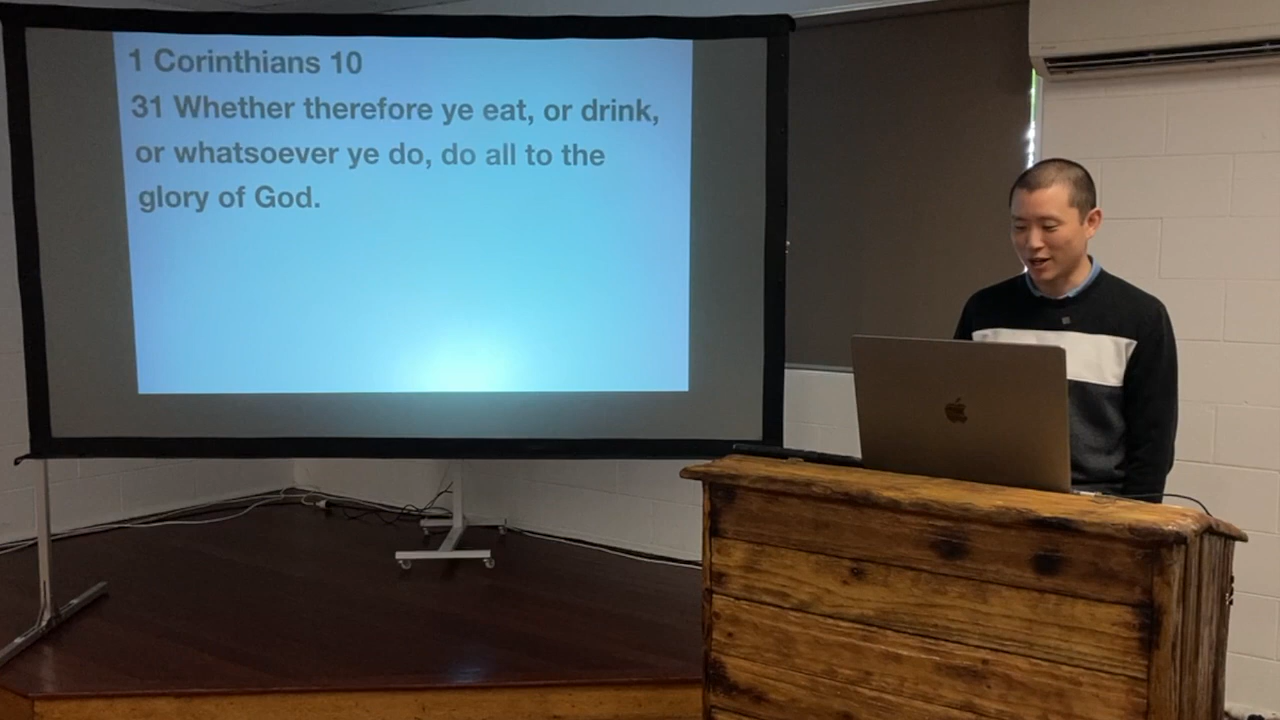 1 Corinthians 10
31 Whether therefore ye eat, or drink,
or whatsoever ye do, do all to the
glory of God.